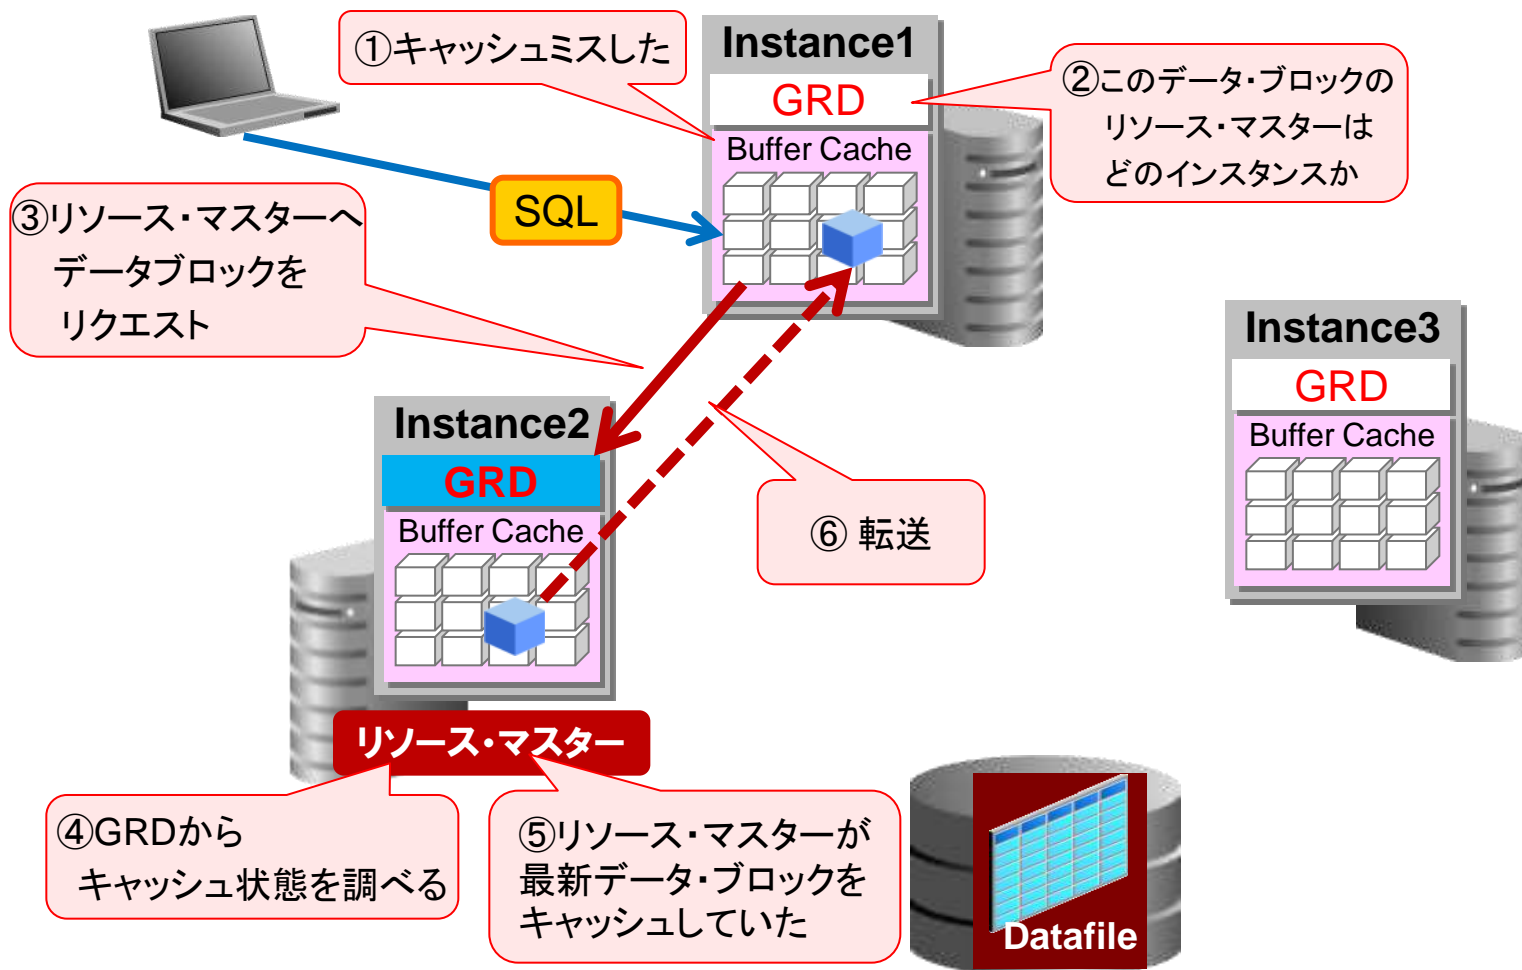 ①キャッシュミスした
Instance1
GRD
Buffer Cache
②このデータ・ブロックの
リソース・マスターは
どのインスタンスか
SQL
③リソース・マスターへ
データブロックを
リクエスト
Instance3
GRD
Buffer Cache
Instance2
GRD
Buffer Cache
⑥ 転送
リソース・マスター
④GRDから
キャッシュ状態を調べる
⑤リソース・マスターが
最新データ・ブロックを
キャッシュしていた
Datafile